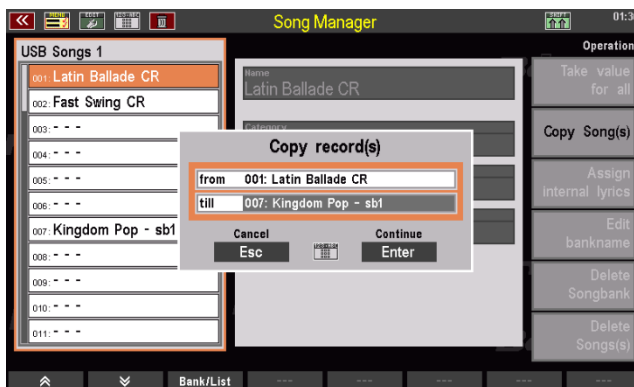 MENU
EDIT
Song Manager
SHIFT
01:3
USB Songs 1
001: Latin Ballade CR
002: Fast Swing CR
003: - - -
004: - - -
005: - - -
006: - - -
007: Kingdom Pop - sb1
008: - - -
009: - - -
010: - - -
011: - - -
Name
Latin Ballade CR
Category
Copy record(s)
from 001: Latin Ballade CR
till 007: Kingdom Pop - sb1
Cancel Continue
Esc Enter
Operation
Take value
for all
Copy Song(s)
Assign
internal lyrics
Edit
bankname
Delete
Songbank
Delete
Songs(s)
Bank/List --- --- --- --- ---